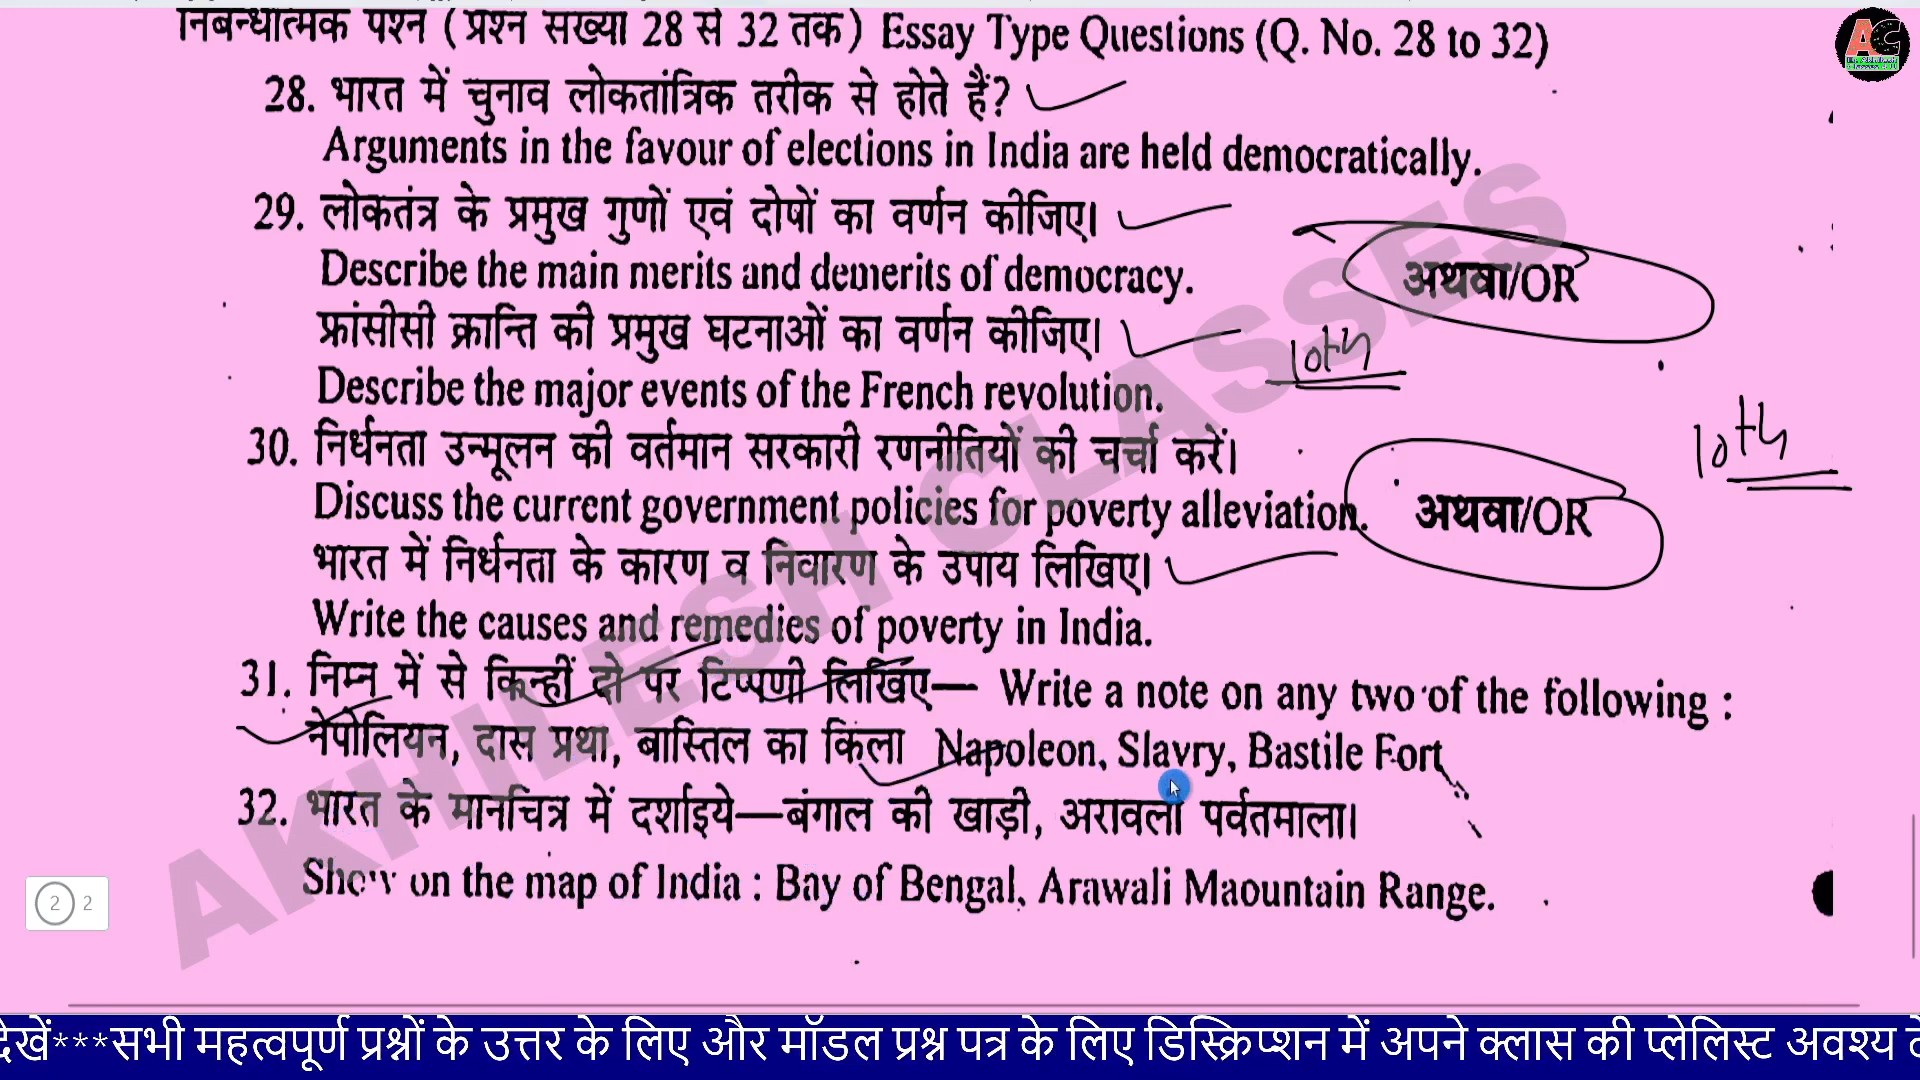 निबन्धात्मक पश्न ( प्रश्न सख्या 28 से 32 तक) Essay Type Questions (Q. No. 28 to 32)
28. भारत में चुनाव लोकतांत्रिक तरीक से होते हैं?
Arguments in the favour of elections in India are held democratically.
29. लोकतंत्र के प्रमुख गुणों एवं दोषों का वर्णन कीजिए।
Describe the main merits and demerits of democracy. अथवा/OR
फ्रांसीसी क्रान्ति की प्रमुख घटनाओं का वर्णन कीजिए।
10th
Describe the major events of the French revolution.
10th
30. निर्धनता उन्मूलन की वर्तमान सरकारी रणनीतियों की चर्चा करें।
Discuss the current government policies for poverty alleviation. अथवा/OR
भारत में निर्धनता के कारण व निवारण के उपाय लिखिए।
Write the causes and remedies of poverty in India.
31. निम्न में से किन्हीं दो पर टिप्पणी लिखिए— Write a note on any two of the following :
नेपोलियन, दास प्रथा, बास्तिल का किला Napoleon, Slavry, Bastile Fort
32. भारत के मानचित्र में दर्शाइये—बंगाल की खाड़ी, अरावली पर्वतमाला।
Show on the map of India : Bay of Bengal, Arawali Maountain Range.
AKHILESH CLASSES
AC
2 2
देखें***सभी महत्वपूर्ण प्रश्नों के उत्तर के लिए और मॉडल प्रश्न पत्र के लिए डिस्क्रिप्शन में अपने क्लास की प्लेलिस्ट अवश्य